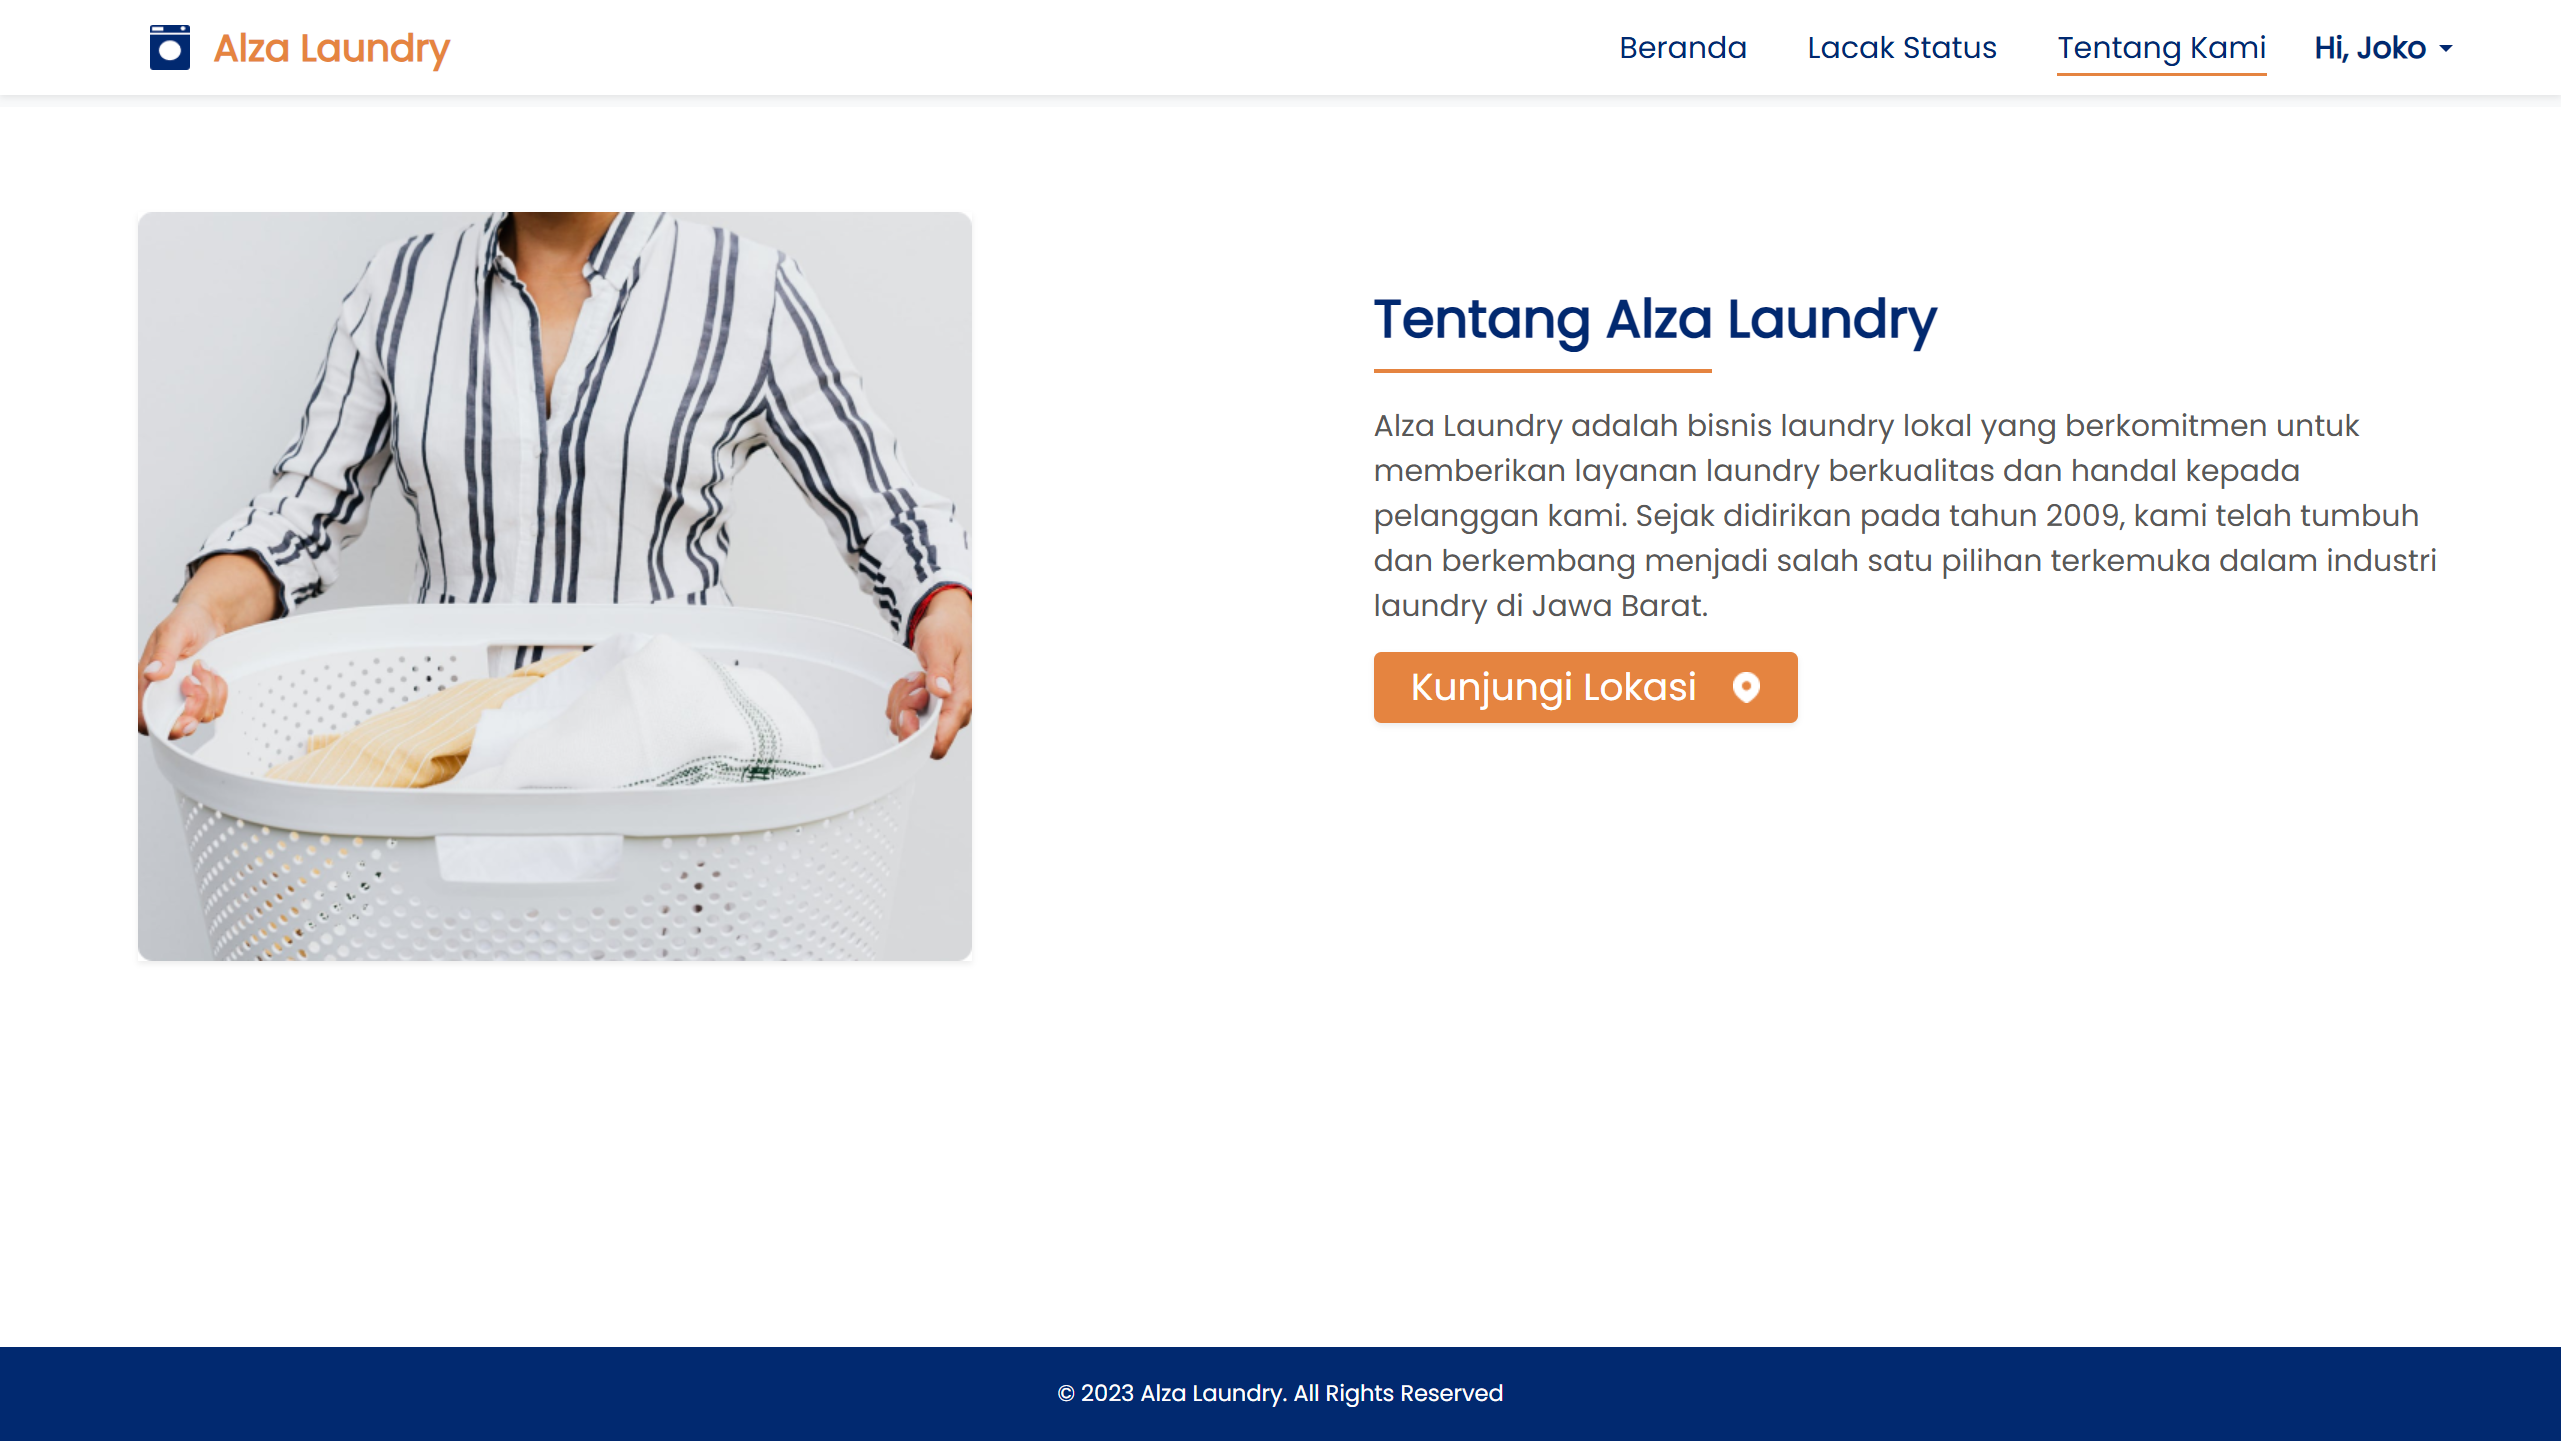 Alza Laundry
Beranda
Lacak Status
Tentang Kami
Hi, Joko
Tentang Alza Laundry
Alza Laundry adalah bisnis laundry lokal yang berkomitmen untuk
memberikan layanan laundry berkualitas dan handal kepada
pelanggan kami. Sejak didirikan pada tahun 2009, kami telah tumbuh
dan berkembang menjadi salah satu pilihan terkemuka dalam industri
laundry di Jawa Barat.
Kunjungi Lokasi
© 2023 Alza Laundry. All Rights Reserved